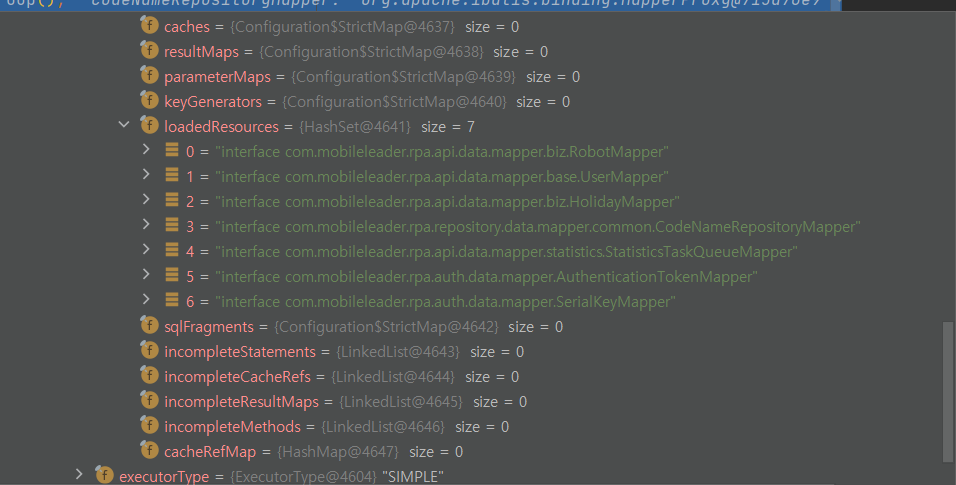 oop(); codeNameRepositoryMapper: "org.apache.ibatis.binding.MapperProxy@
caches = {Configuration$StrictMap@4637} size = 0
resultMaps = {Configuration$StrictMap@4638} size = 0
parameterMaps = {Configuration$StrictMap@4639} size = 0
keyGenerators = {Configuration$StrictMap@4640} size = 0
loadedResources = {HashSet@4641} size = 7
0 = "interface com.mobileleader.rpa.api.data.mapper.biz.RobotMapper"
1 = "interface com.mobileleader.rpa.api.data.mapper.base.UserMapper"
2 = "interface com.mobileleader.rpa.api.data.mapper.biz.HolidayMapper"
3 = "interface com.mobileleader.rpa.repository.data.mapper.common.CodeNameRepositoryMapper"
4 = "interface com.mobileleader.rpa.api.data.mapper.statistics.StatisticsTaskQueueMapper"
5 = "interface com.mobileleader.rpa.auth.data.mapper.AuthenticationTokenMapper"
6 = "interface com.mobileleader.rpa.auth.data.mapper.SerialKeyMapper"
sqlFragments = {Configuration$StrictMap@4642} size = 0
incompleteStatements = {LinkedList@4643} size = 0
incompleteCacheRefs = {LinkedList@4644} size = 0
incompleteResultMaps = {LinkedList@4645} size = 0
incompleteMethods = {LinkedList@4646} size = 0
cacheRefMap = {HashMap@4647} size = 0
executorType = {ExecutorType@4604} "SIMPLE"